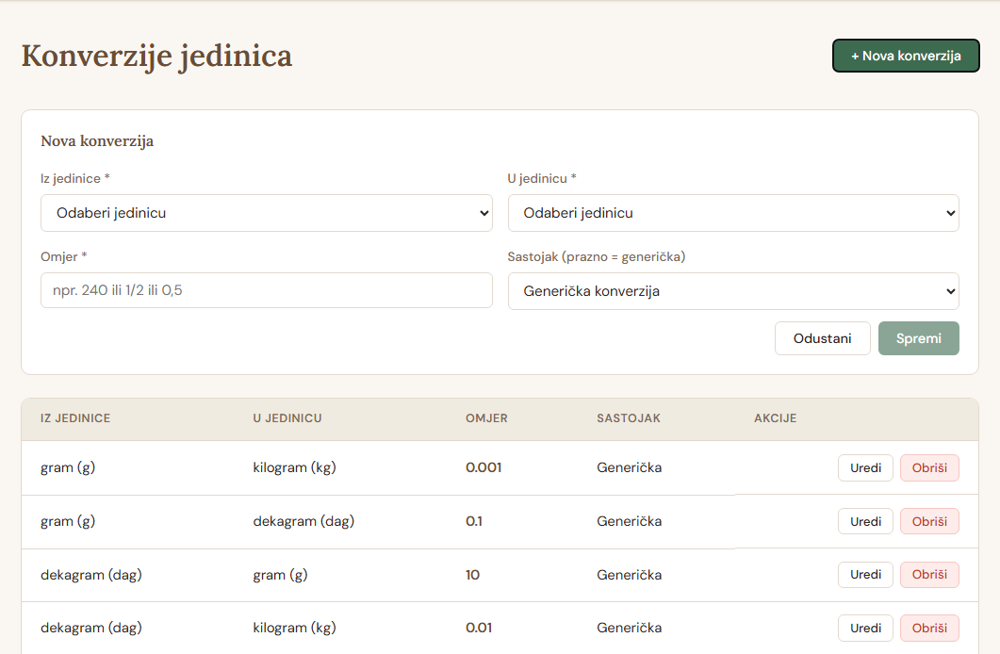 Konverzije jedinica
+ Nova konverzija
Nova konverzija
Iz jedinice *
U jedinicu *
Odaberi jedinicu
Odaberi jedinicu
Omjer *
Sastojak (prazno = generička)
npr. 240 ili 1/2 ili 0,5
Generička konverzija
Odustani
Spremi
IZ JEDINICE U JEDINICU OMJER SASTOJAK AKCIJE
gram (g) kilogram (kg) 0.001 Generička Uredi Obriši
gram (g) dekagram (dag) 0.1 Generička Uredi Obriši
dekagram (dag) gram (g) 10 Generička Uredi Obriši
dekagram (dag) kilogram (kg) 0.01 Generička Uredi Obriši